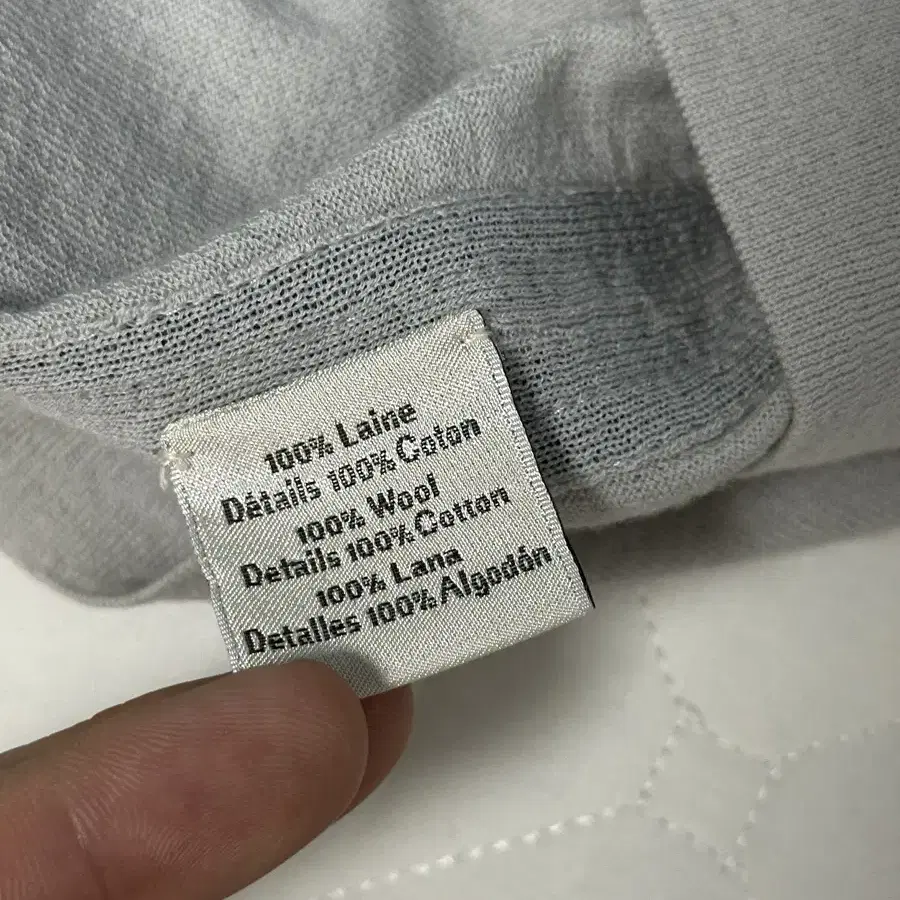 100% Laine
Détails 100% Coton
100% Wool
Details 100% Cotton
100% Lana
Detalles 100% Algodón